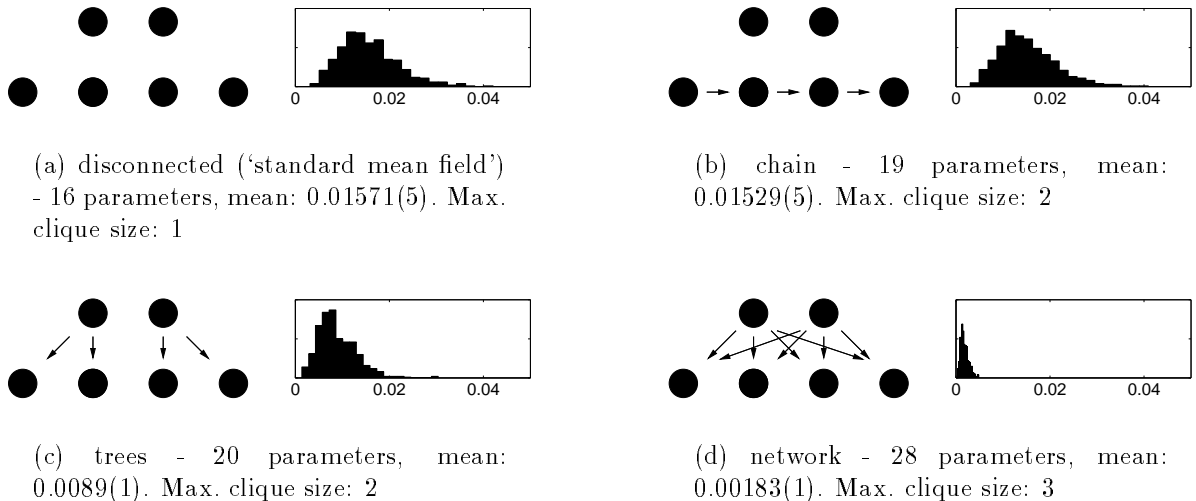 0 0.02 0.04
0 0.02 0.04
(a) disconnected (‘standard mean field’)
- 16 parameters, mean: 0.01571(5). Max.
clique size: 1
(b) chain - 19 parameters, mean:
0.01529(5). Max. clique size: 2
0 0.02 0.04
0 0.02 0.04
(c) trees - 20 parameters, mean:
0.0089(1). Max. clique size: 2
(d) network - 28 parameters, mean:
0.00183(1). Max. clique size: 3